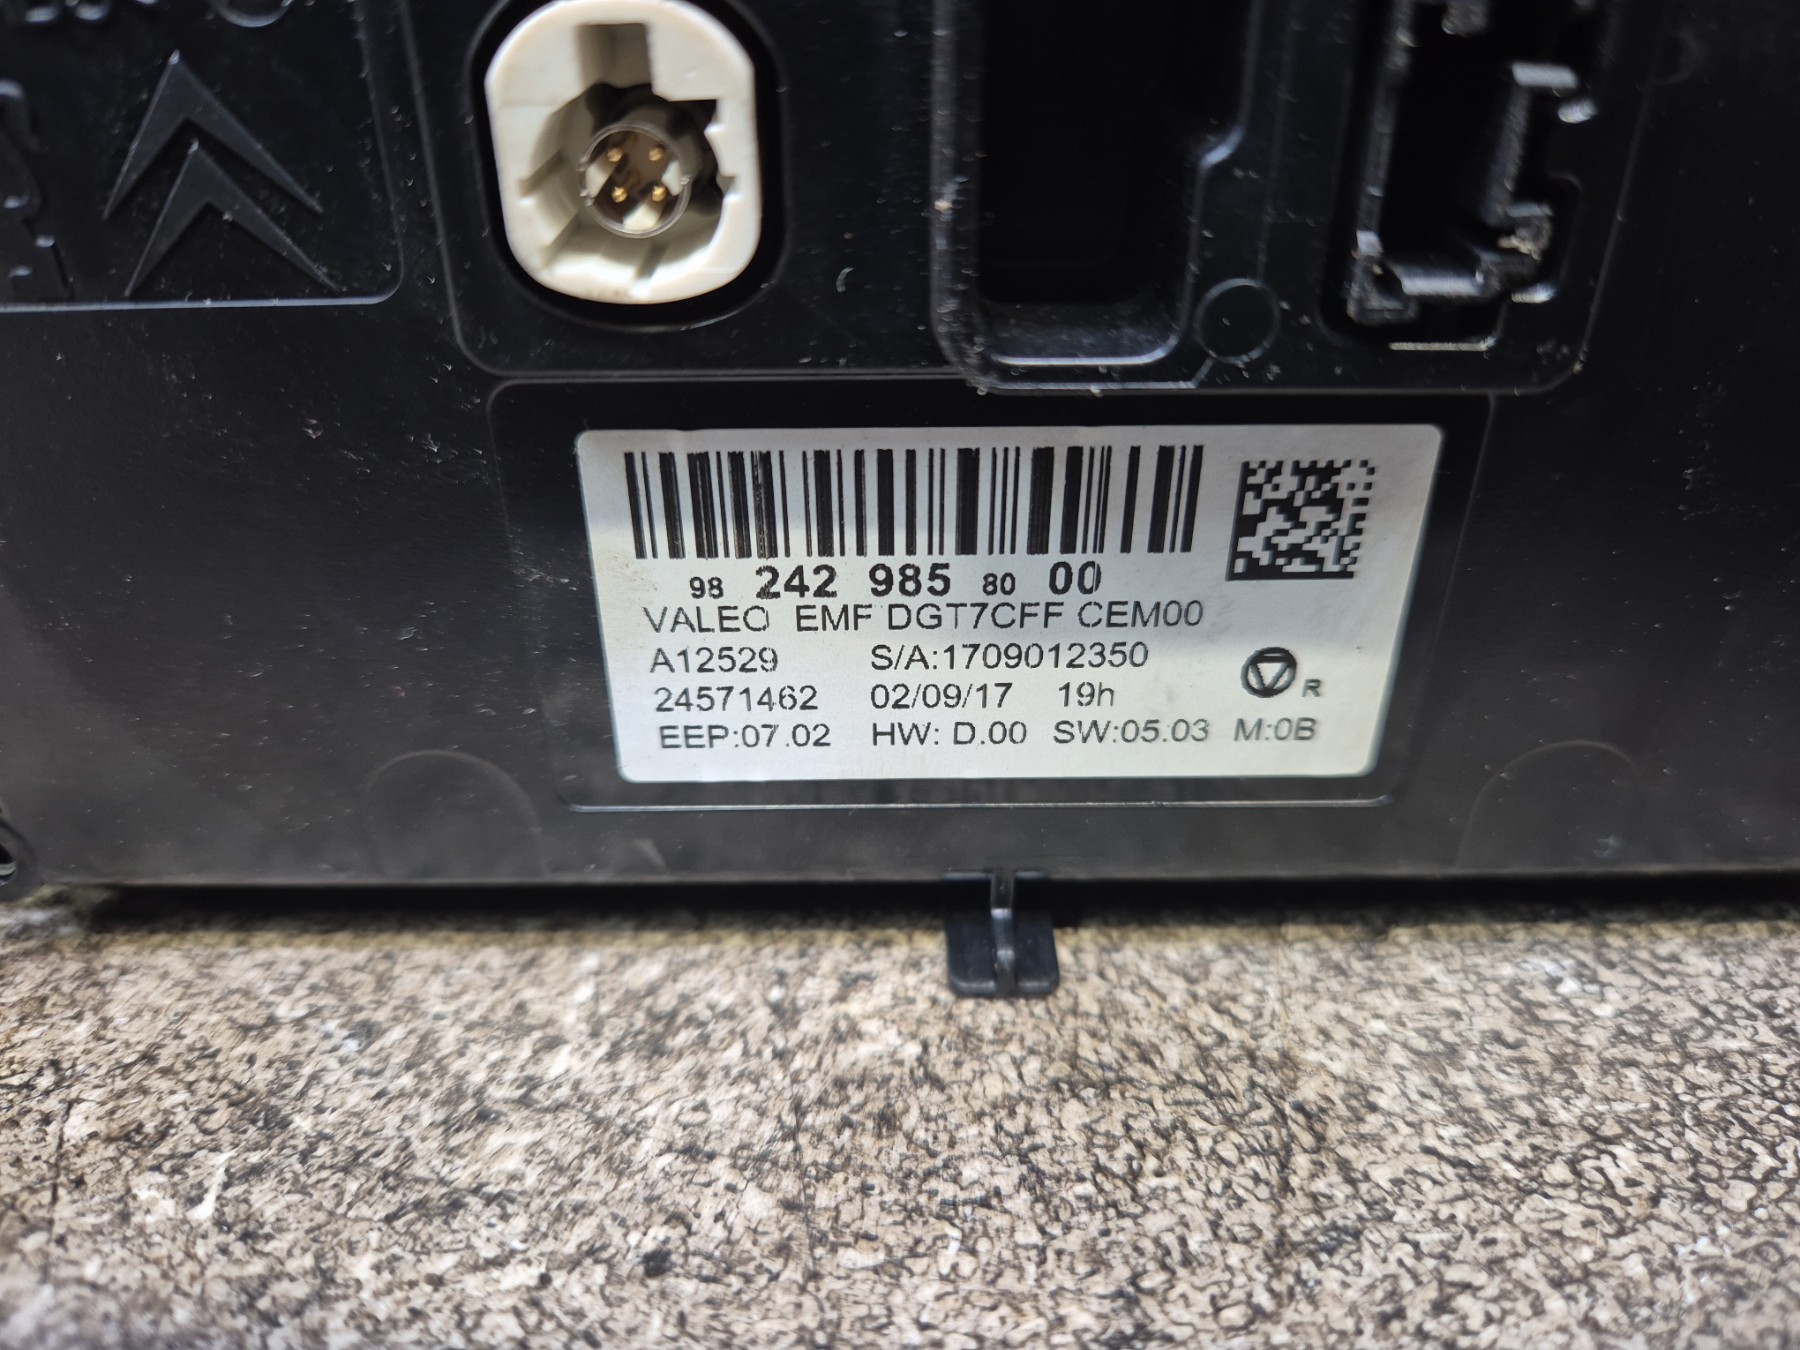 98 242 985 80 00
VALEO EMF DGT7CFF CEM00
A12529 S/A:1709012350
24571462 02/09/17 19h R
EEP:07.02 HW: D.00 SW:05.03 M:0B